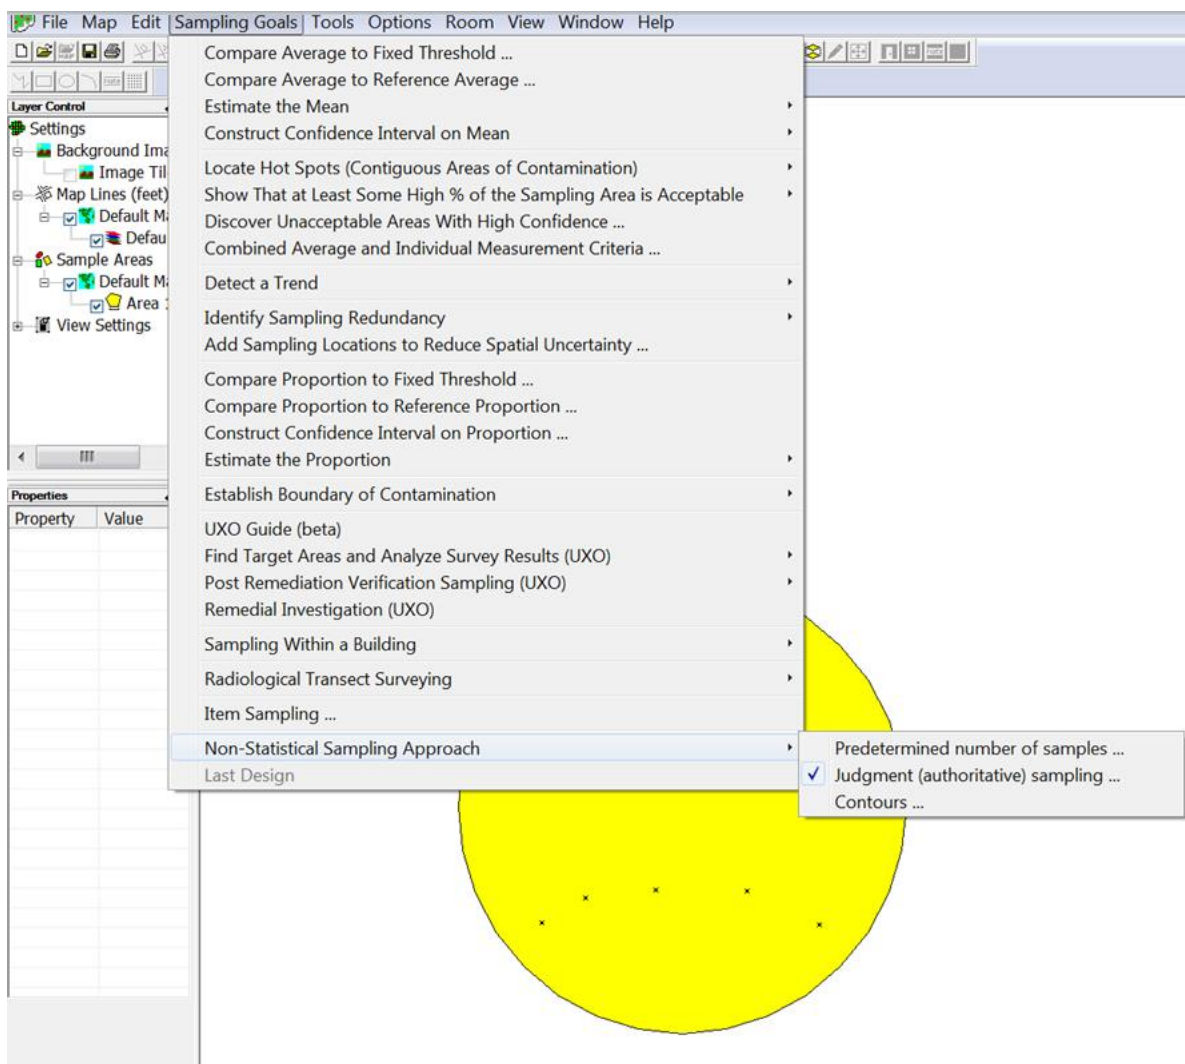 File Map Edit Sampling Goals Tools Options Room View Window Help
Layer Control
Settings
Background Ima
Image Til
Map Lines (feet)
Default Ma
Defau
Sample Areas
Default Ma
Area
View Settings
Properties
Property Value
Compare Average to Fixed Threshold ...
Compare Average to Reference Average ...
Estimate the Mean
Construct Confidence Interval on Mean
Locate Hot Spots (Contiguous Areas of Contamination)
Show That at Least Some High % of the Sampling Area is Acceptable
Discover Unacceptable Areas With High Confidence ...
Combined Average and Individual Measurement Criteria ...
Detect a Trend
Identify Sampling Redundancy
Add Sampling Locations to Reduce Spatial Uncertainty ...
Compare Proportion to Fixed Threshold ...
Compare Proportion to Reference Proportion ...
Construct Confidence Interval on Proportion ...
Estimate the Proportion
Establish Boundary of Contamination
UXO Guide (beta)
Find Target Areas and Analyze Survey Results (UXO)
Post Remediation Verification Sampling (UXO)
Remedial Investigation (UXO)
Sampling Within a Building
Radiological Transect Surveying
Item Sampling ...
Non-Statistical Sampling Approach
Last Design
Predetermined number of samples ...
Judgment (authoritative) sampling ...
Contours ...